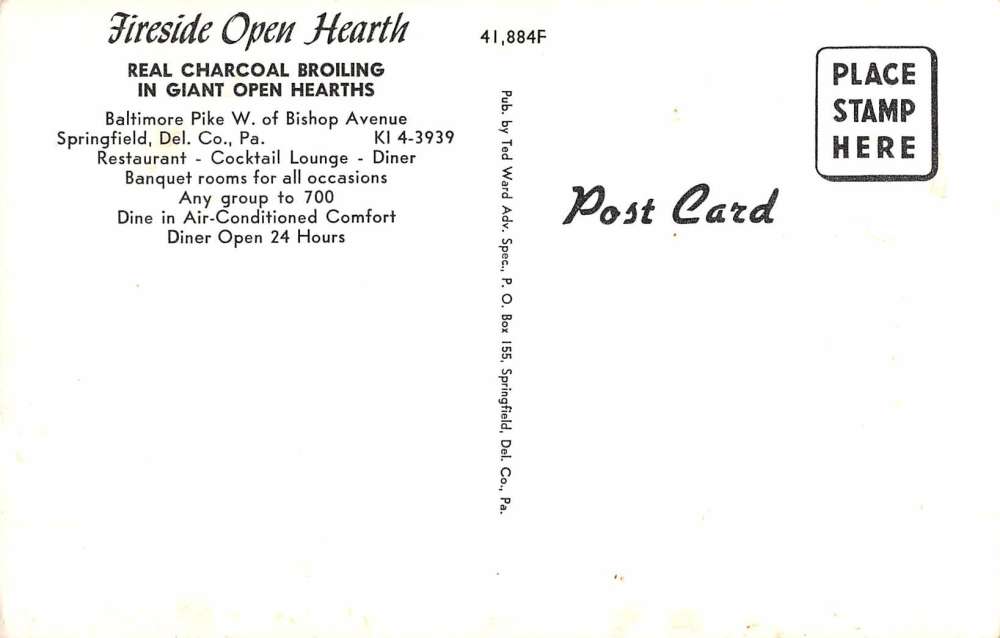 Fireside Open Hearth
REAL CHARCOAL BROILING
IN GIANT OPEN HEARTHS
Baltimore Pike W. of Bishop Avenue
Springfield, Del. Co., Pa. KI 4-3939
Restaurant - Cocktail Lounge - Diner
Banquet rooms for all occasions
Any group to 700
Dine in Air-Conditioned Comfort
Diner Open 24 Hours
41,884F
Pub. by Ted Ward Adv. Spec., P. O. Box 155, Springfield, Del. Co., Pa.
Post Card
PLACE
STAMP
HERE